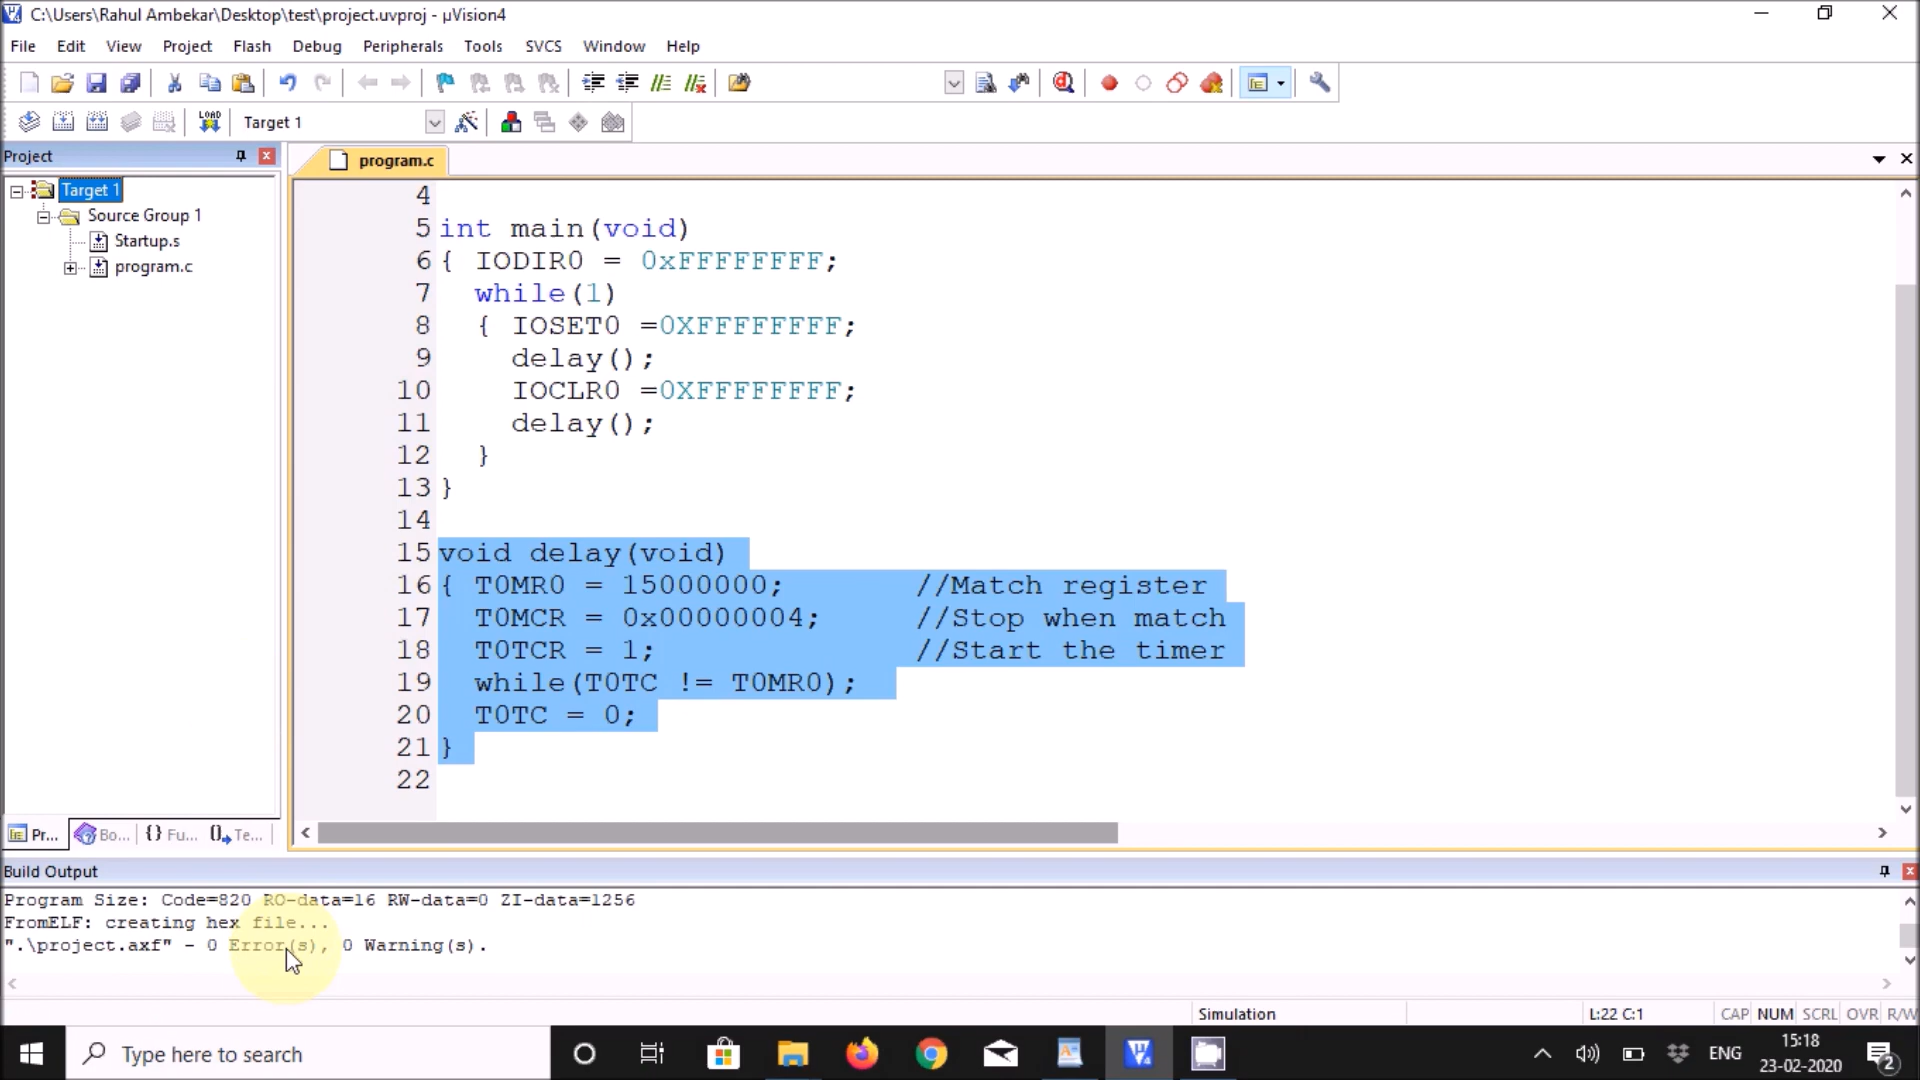 C:\Users\Rahul Ambekar\Desktop\test\project.uvproj - µVision4
File Edit View Project Flash Debug Peripherals Tools SVCS Window Help
LOAD Target 1
Project
program.c
Target 1
Source Group 1
Startup.s
program.c
4
5 int main(void)
6 { IODIR0 = 0xFFFFFFFF;
7 while(1)
8 { IOSET0 =0XFFFFFFFF;
9 delay();
10 IOCLR0 =0XFFFFFFFF;
11 delay();
12 }
13 }
14
15 void delay(void)
16 { T0MR0 = 15000000; //Match register
17 T0MCR = 0x00000004; //Stop when match
18 T0TCR = 1; //Start the timer
19 while(T0TC != T0MR0);
20 T0TC = 0;
21 }
22
Pr... Bo... {} Fu... Te...
Build Output
Program Size: Code=820 RO-data=16 RW-data=0 ZI-data=1256
FromELF: creating hex file...
".\project.axf" - 0 Error(s), 0 Warning(s).
Simulation L:22 C:1 CAP NUM SCRL OVR R/W
Type here to search
ENG
15:18
23-02-2020
2